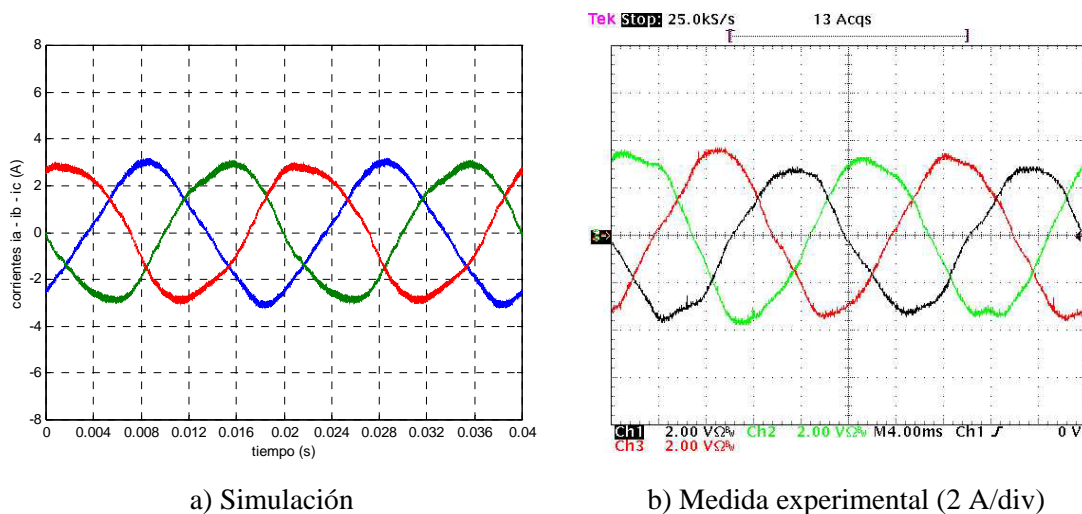 Tek Stop: 25.0kS/s 13 Acqs
8
6
4
2
0
-2
-4
-6
-8
corrientes ia - ib - ic (A)
0 0.004 0.008 0.012 0.016 0.02 0.024 0.028 0.032 0.036 0.04
tiempo (s)
Ch1 2.00 VΩBw Ch2 2.00 VΩBw M4.00ms Ch1 0 V
Ch3 2.00 VΩBw
a) Simulación
b) Medida experimental (2 A/div)